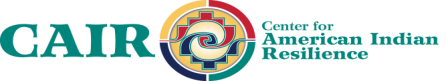 CAIR
Center for
American Indian
Resilience